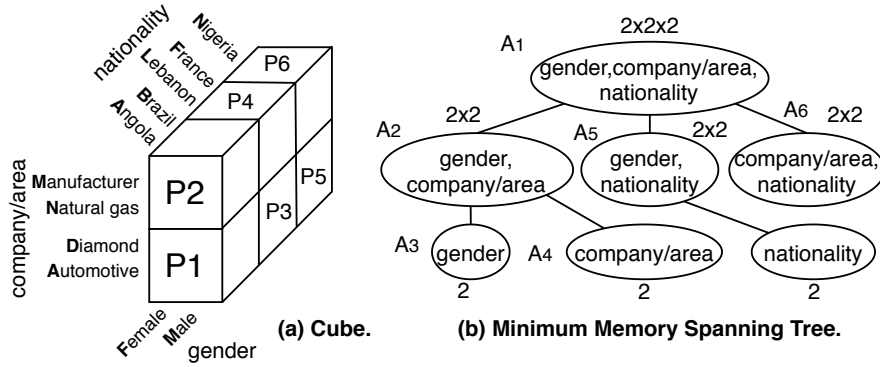 nationality
Nigeria
France
Lebanon
Brazil
Angola
P6
P4
company/area
Manufacturer
Natural gas
Diamond
Automotive
P2
P5
P3
P1
Female
Male
gender
(a) Cube.
2x2x2
A1
gender,company/area,
nationality
2x2
A2
gender,
company/area
A5
2x2
gender,
nationality
A6
2x2
company/area,
nationality
A3
gender
2
A4
company/area
2
nationality
2
(b) Minimum Memory Spanning Tree.